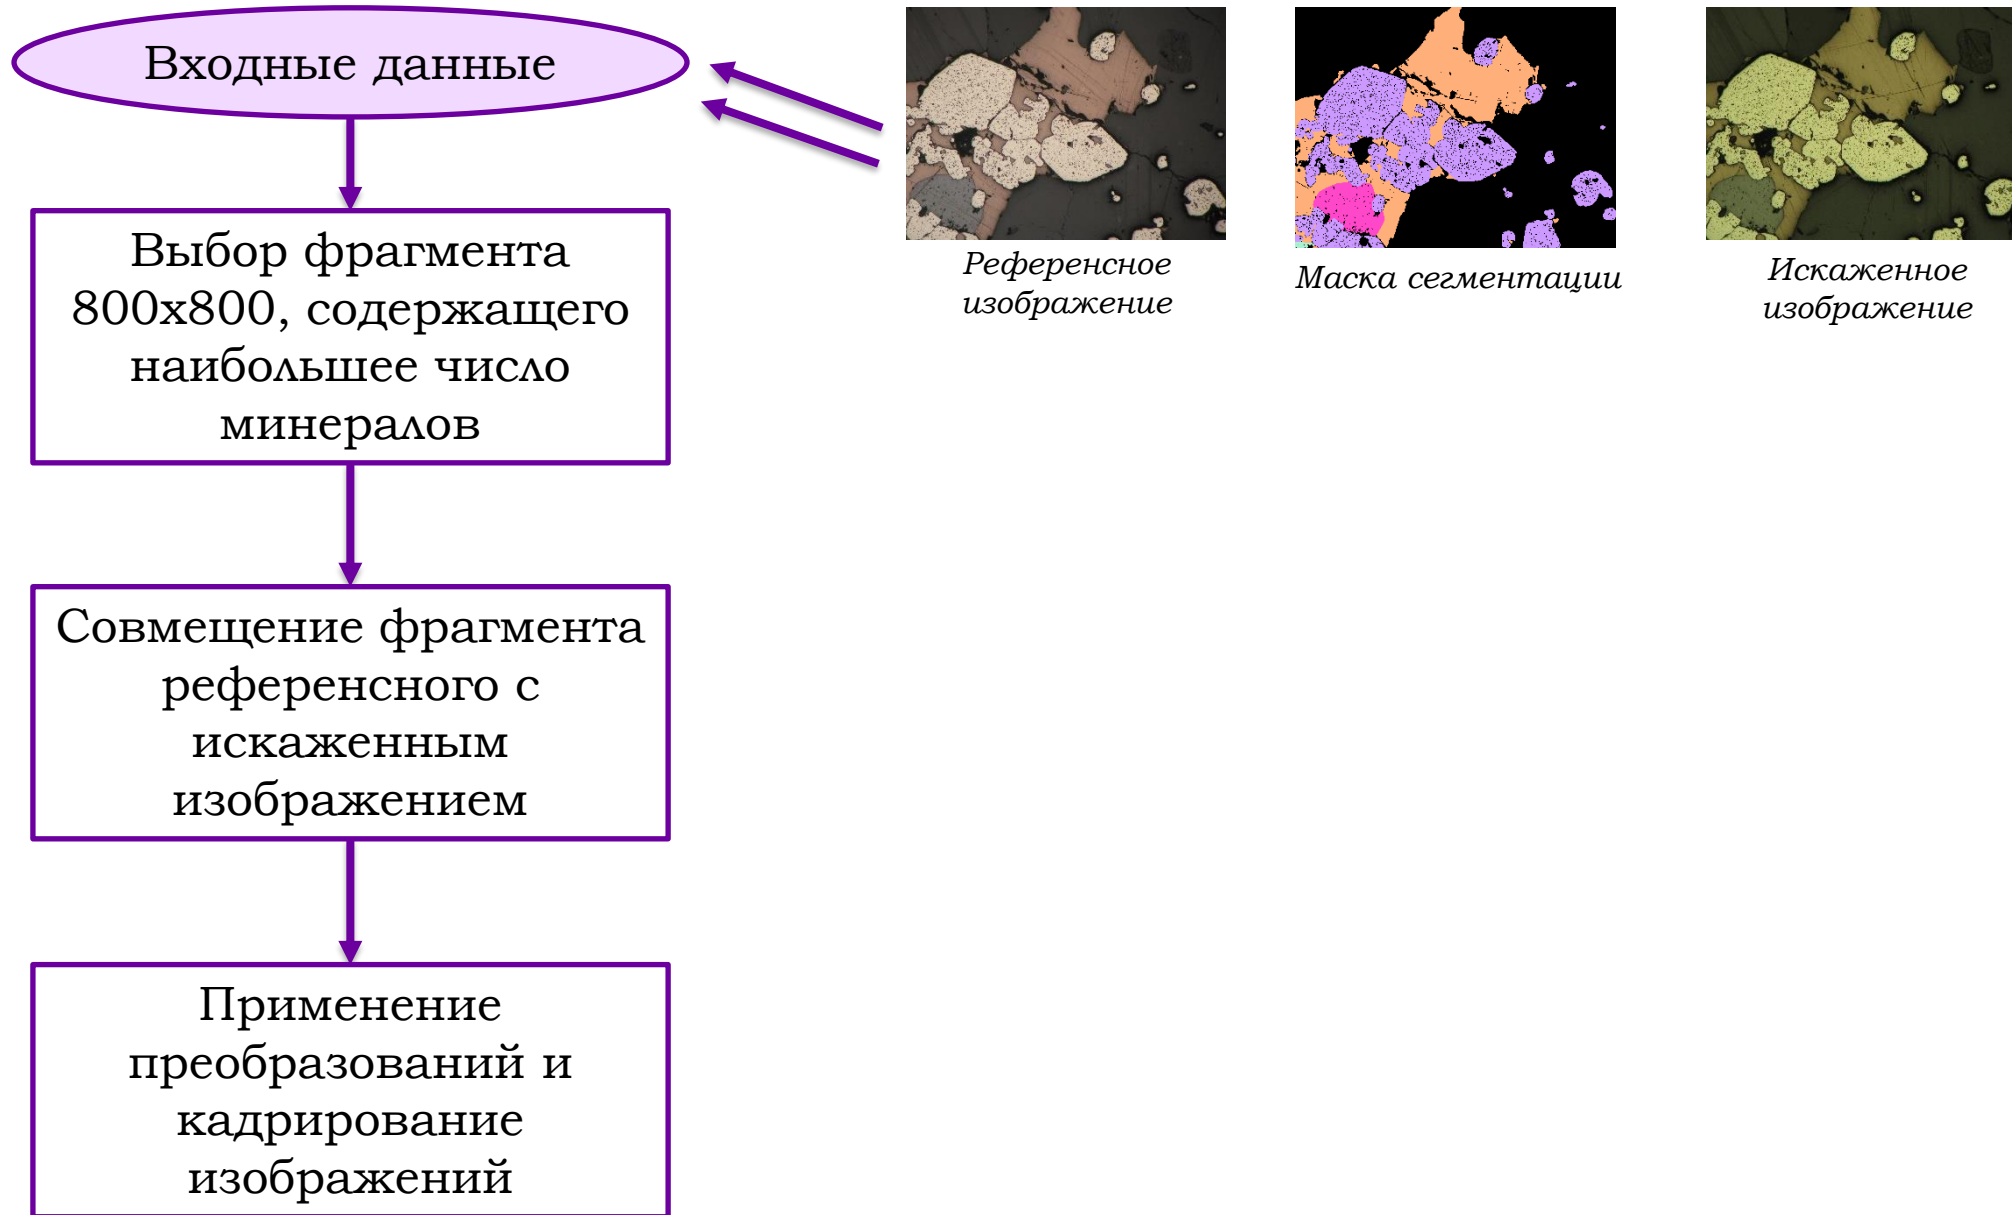 Входные данные
Выбор фрагмента
800x800, содержащего
наибольшее число
минералов
Совмещение фрагмента
референсного с
искаженным
изображением
Применение
преобразований и
кадрирование
изображений
Референсное
изображение
Маска сегментации
Искаженное
изображение